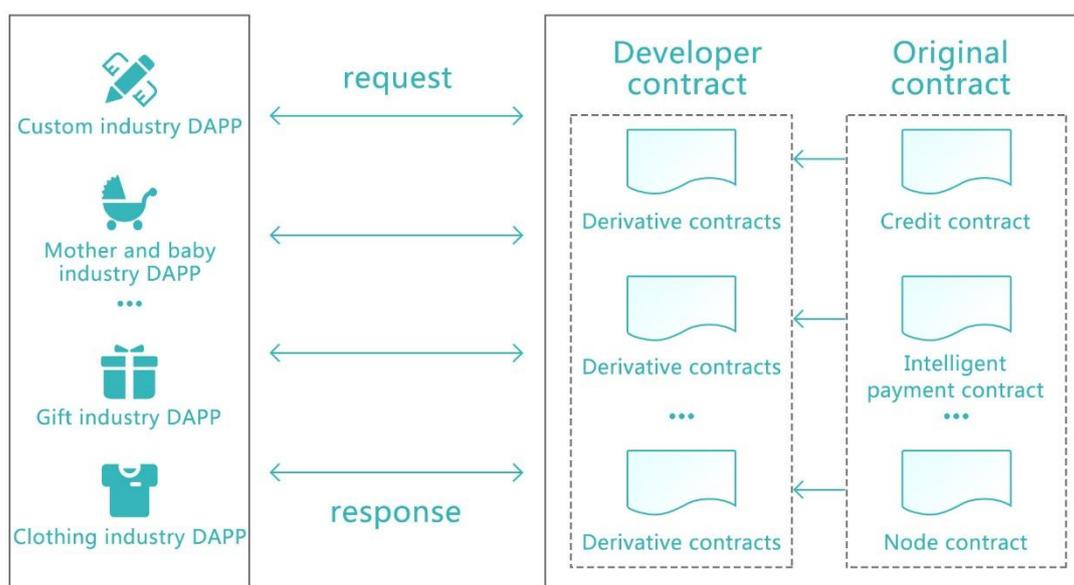 Custom industry DAPP
Mother and baby
industry DAPP
...
Gift industry DAPP
Clothing industry DAPP
request
response
Developer
contract
Derivative contracts
Derivative contracts
...
Derivative contracts
Original
contract
Credit contract
Intelligent
payment contract
...
Node contract